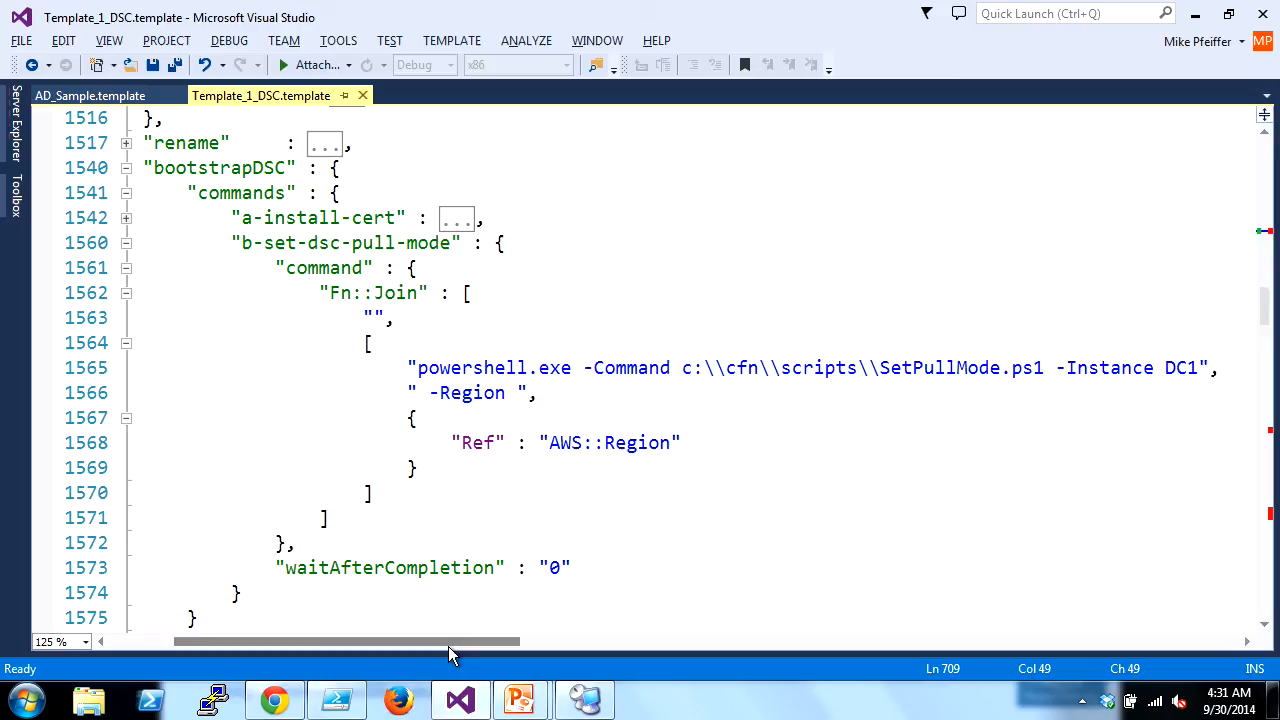 Template_1_DSC.template - Microsoft Visual Studio
Quick Launch (Ctrl+Q)
FILE EDIT VIEW PROJECT DEBUG TEAM TOOLS TEST TEMPLATE ANALYZE WINDOW HELP
Mike Pfeiffer MP
Attach... Debug x86
AD_Sample.template Template_1_DSC.template
Server Explorer
Toolbox
1516 },
1517 "rename" : ...,
1540 "bootstrapDSC" : {
1541 "commands" : {
1542 "a-install-cert" : ...,
1560 "b-set-dsc-pull-mode" : {
1561 "command" : {
1562 "Fn::Join" : [
1563 "",
1564 [
1565 "powershell.exe -Command c:\\cfn\\scripts\\SetPullMode.ps1 -Instance DC1",
1566 " -Region ",
1567 {
1568 "Ref" : "AWS::Region"
1569 }
1570 ]
1571 ]
1572 },
1573 "waitAfterCompletion" : "0"
1574 }
1575 }
125 %
Ready Ln 709 Col 49 Ch 49 INS
4:31 AM
9/30/2014